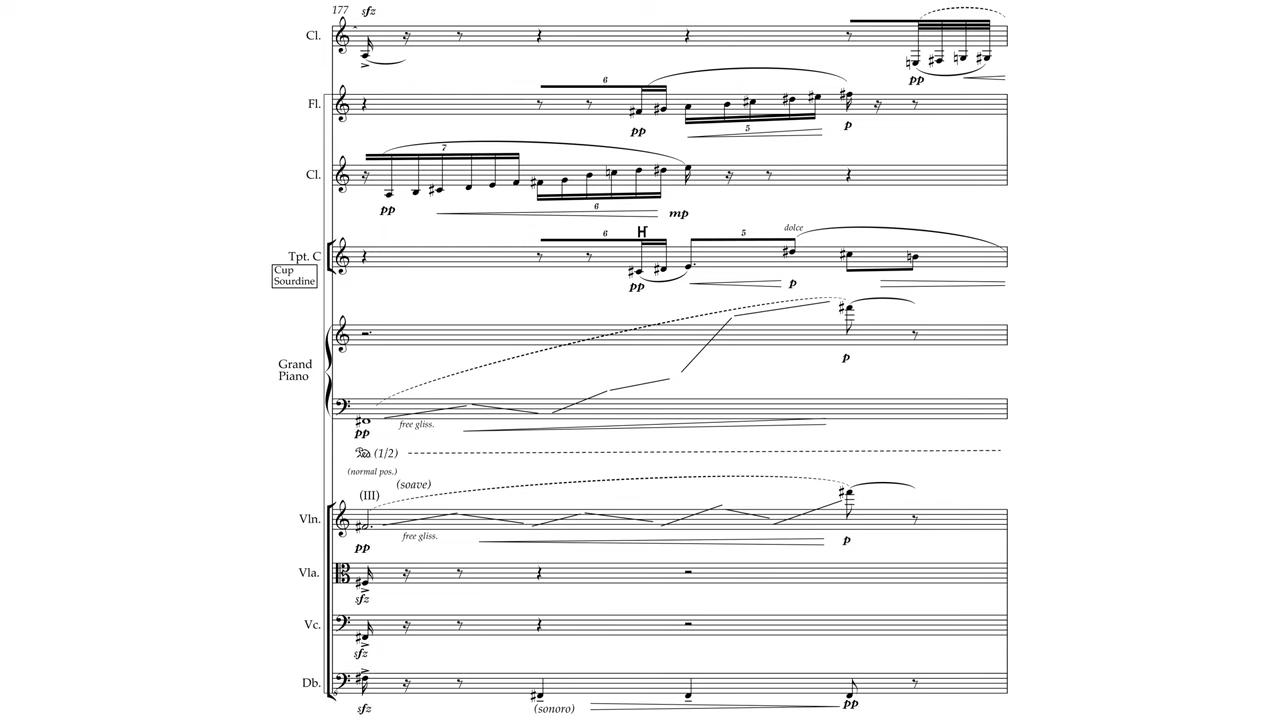 177 sfz
Cl.
pp
6
Fl.
pp 5 p
7
Cl.
pp 6 mp
6 H 5 dolce
Tpt. C
Cup
Sourdine
pp p
Grand
Piano
p
free gliss.
pp
(1/2)
(normal pos.)
(III) (soave)
Vln.
free gliss.
pp p
Vla.
sfz
Vc.
sfz
Db.
8
sfz (sonoro) pp